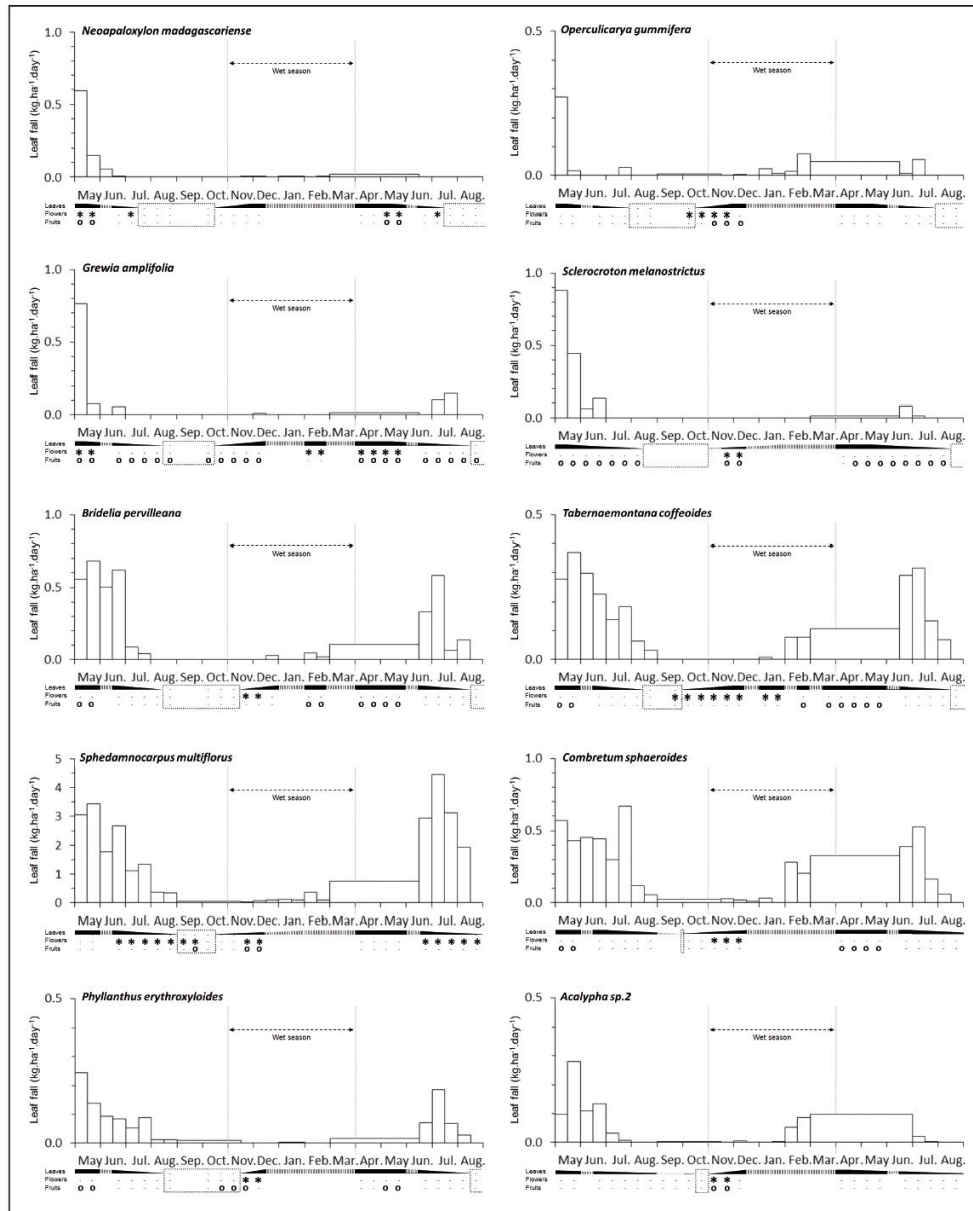 Neoapaloxylon madagascariense
1.0
Wet season
Leaf fall (kg.ha-1.day-1)
0.5
0.0
May Jun. Jul. Aug. Sep. Oct. Nov. Dec. Jan. Feb. Mar. Apr. May Jun. Jul. Aug.
Leaves
Flowers
Fruits
Operculicarya gummifera
0.5
Wet season
Leaf fall (kg.ha-1.day-1)
0.0
May Jun. Jul. Aug. Sep. Oct. Nov. Dec. Jan. Feb. Mar. Apr. May Jun. Jul. Aug.
Leaves
Flowers
Fruits
Grewia amplifolia
1.0
Wet season
Leaf fall (kg.ha-1.day-1)
0.5
0.0
May Jun. Jul. Aug. Sep. Oct. Nov. Dec. Jan. Feb. Mar. Apr. May Jun. Jul. Aug.
Leaves
Flowers
Fruits
Sclerocroton melanostrictus
1.0
Wet season
Leaf fall (kg.ha-1.day-1)
0.5
0.0
May Jun. Jul. Aug. Sep. Oct. Nov. Dec. Jan. Feb. Mar. Apr. May Jun. Jul. Aug.
Leaves
Flowers
Fruits
Bridelia pervilleana
1.0
Wet season
Leaf fall (kg.ha-1.day-1)
0.5
0.0
May Jun. Jul. Aug. Sep. Oct. Nov. Dec. Jan. Feb. Mar. Apr. May Jun. Jul. Aug.
Leaves
Flowers
Fruits
Tabernaemontana coffeoides
0.5
Wet season
Leaf fall (kg.ha-1.day-1)
0.0
May Jun. Jul. Aug. Sep. Oct. Nov. Dec. Jan. Feb. Mar. Apr. May Jun. Jul. Aug.
Leaves
Flowers
Fruits
Sphedamnocarpus multiflorus
5
4
Wet season
Leaf fall (kg.ha-1.day-1)
3
2
1
0
May Jun. Jul. Aug. Sep. Oct. Nov. Dec. Jan. Feb. Mar. Apr. May Jun. Jul. Aug.
Leaves
Flowers
Fruits
Combretum sphaeroides
1.0
Wet season
Leaf fall (kg.ha-1.day-1)
0.5
0.0
May Jun. Jul. Aug. Sep. Oct. Nov. Dec. Jan. Feb. Mar. Apr. May Jun. Jul. Aug.
Leaves
Flowers
Fruits
Phyllanthus erythroxyloides
0.5
Wet season
Leaf fall (kg.ha-1.day-1)
0.0
May Jun. Jul. Aug. Sep. Oct. Nov. Dec. Jan. Feb. Mar. Apr. May Jun. Jul. Aug.
Leaves
Flowers
Fruits
Acalypha sp.2
0.5
Wet season
Leaf fall (kg.ha-1.day-1)
0.0
May Jun. Jul. Aug. Sep. Oct. Nov. Dec. Jan. Feb. Mar. Apr. May Jun. Jul. Aug.
Leaves
Flowers
Fruits